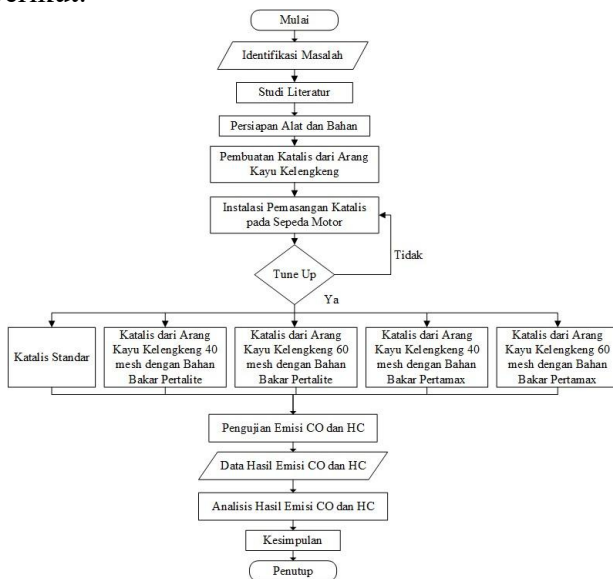 Mulai
Identifikasi Masalah
Studi Literatur
Persiapan Alat dan Bahan
Pembuatan Katalis dari Arang
Kayu Kelengkeng
Instalasi Pemasangan Katalis
pada Sepeda Motor
Tidak
Tune Up
Ya
Katalis Standar
Katalis dari Arang
Kayu Kelengkeng 40
mesh dengan Bahan
Bakar Pertalite
Katalis dari Arang
Kayu Kelengkeng 60
mesh dengan Bahan
Bakar Pertalite
Katalis dari Arang
Kayu Kelengkeng 40
mesh dengan Bahan
Bakar Pertamax
Katalis dari Arang
Kayu Kelengkeng 60
mesh dengan Bahan
Bakar Pertamax
Pengujian Emisi CO dan HC
Data Hasil Emisi CO dan HC
Analisis Hasil Emisi CO dan HC
Kesimpulan
Penutup